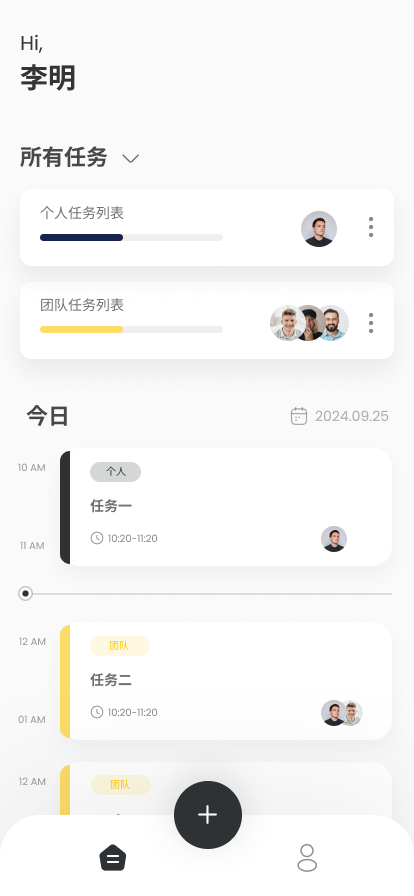 Hi,
李明
所有任务
个人任务列表
团队任务列表
今日
2024.09.25
10 AM
个人
任务一
11 AM
10:20-11:20
12 AM
团队
任务二
10:20-11:20
01 AM
12 AM
团队